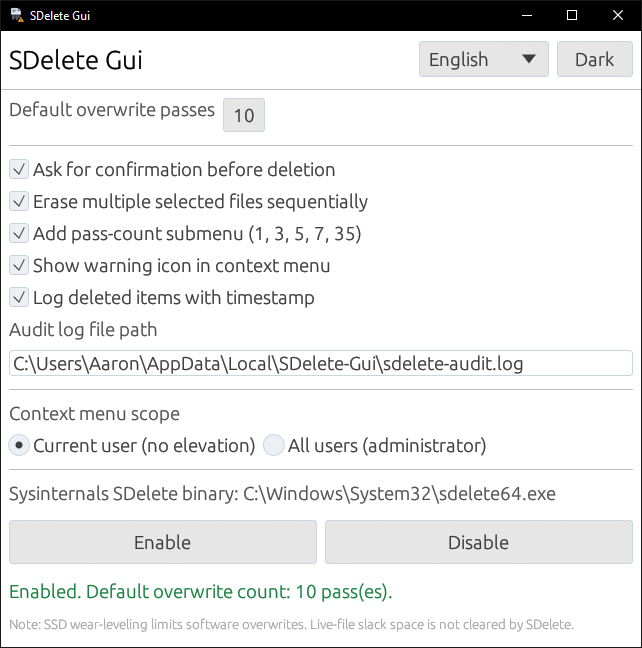 SDelete Gui
SDelete Gui
English
Dark
Default overwrite passes 10
Ask for confirmation before deletion
Erase multiple selected files sequentially
Add pass-count submenu (1, 3, 5, 7, 35)
Show warning icon in context menu
Log deleted items with timestamp
Audit log file path
C:\Users\Aaron\AppData\Local\SDelete-Gui\sdelete-audit.log
Context menu scope
Current user (no elevation) All users (administrator)
Sysinternals SDelete binary: C:\Windows\System32\sdelete64.exe
Enable Disable
Enabled. Default overwrite count: 10 pass(es).
Note: SSD wear-leveling limits software overwrites. Live-file slack space is not cleared by SDelete.